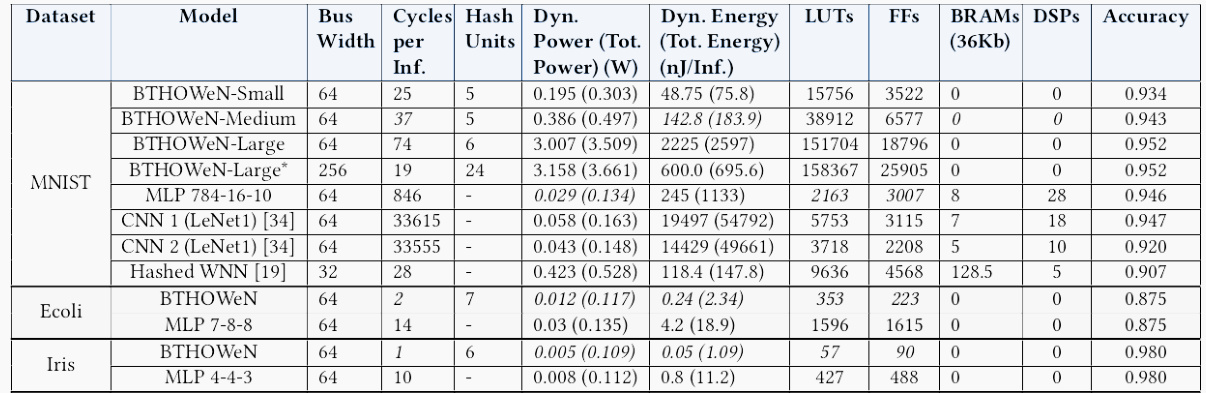 Dataset Model Bus Width Cycles per Inf. Hash Units Dyn. Power (Tot. Power) (W) Dyn. Energy (Tot. Energy) (nJ/Inf.) LUTs FFs BRAMs (36Kb) DSPs Accuracy
MNIST
BTHOWeN-Small 64 25 5 0.195 (0.303) 48.75 (75.8) 15756 3522 0 0 0.934
BTHOWeN-Medium 64 37 5 0.386 (0.497) 142.8 (183.9) 38912 6577 0 0 0.943
BTHOWeN-Large 64 74 6 3.007 (3.509) 2225 (2597) 151704 18796 0 0 0.952
BTHOWeN-Large* 256 19 24 3.158 (3.661) 600.0 (695.6) 158367 25905 0 0 0.952
MLP 784-16-10 64 846 - 0.029 (0.134) 245 (1133) 2163 3007 8 28 0.946
CNN 1 (LeNet1) [34] 64 33615 - 0.058 (0.163) 19497 (54792) 5753 3115 7 18 0.947
CNN 2 (LeNet1) [34] 64 33555 - 0.043 (0.148) 14429 (49661) 3718 2208 5 10 0.920
Hashed WNN [19] 32 28 - 0.423 (0.528) 118.4 (147.8) 9636 4568 128.5 5 0.907
Ecoli
BTHOWeN 64 2 7 0.012 (0.117) 0.24 (2.34) 353 223 0 0 0.875
MLP 7-8-8 64 14 - 0.03 (0.135) 4.2 (18.9) 1596 1615 0 0 0.875
Iris
BTHOWeN 64 1 6 0.005 (0.109) 0.05 (1.09) 57 90 0 0 0.980
MLP 4-4-3 64 10 - 0.008 (0.112) 0.8 (11.2) 427 488 0 0 0.980